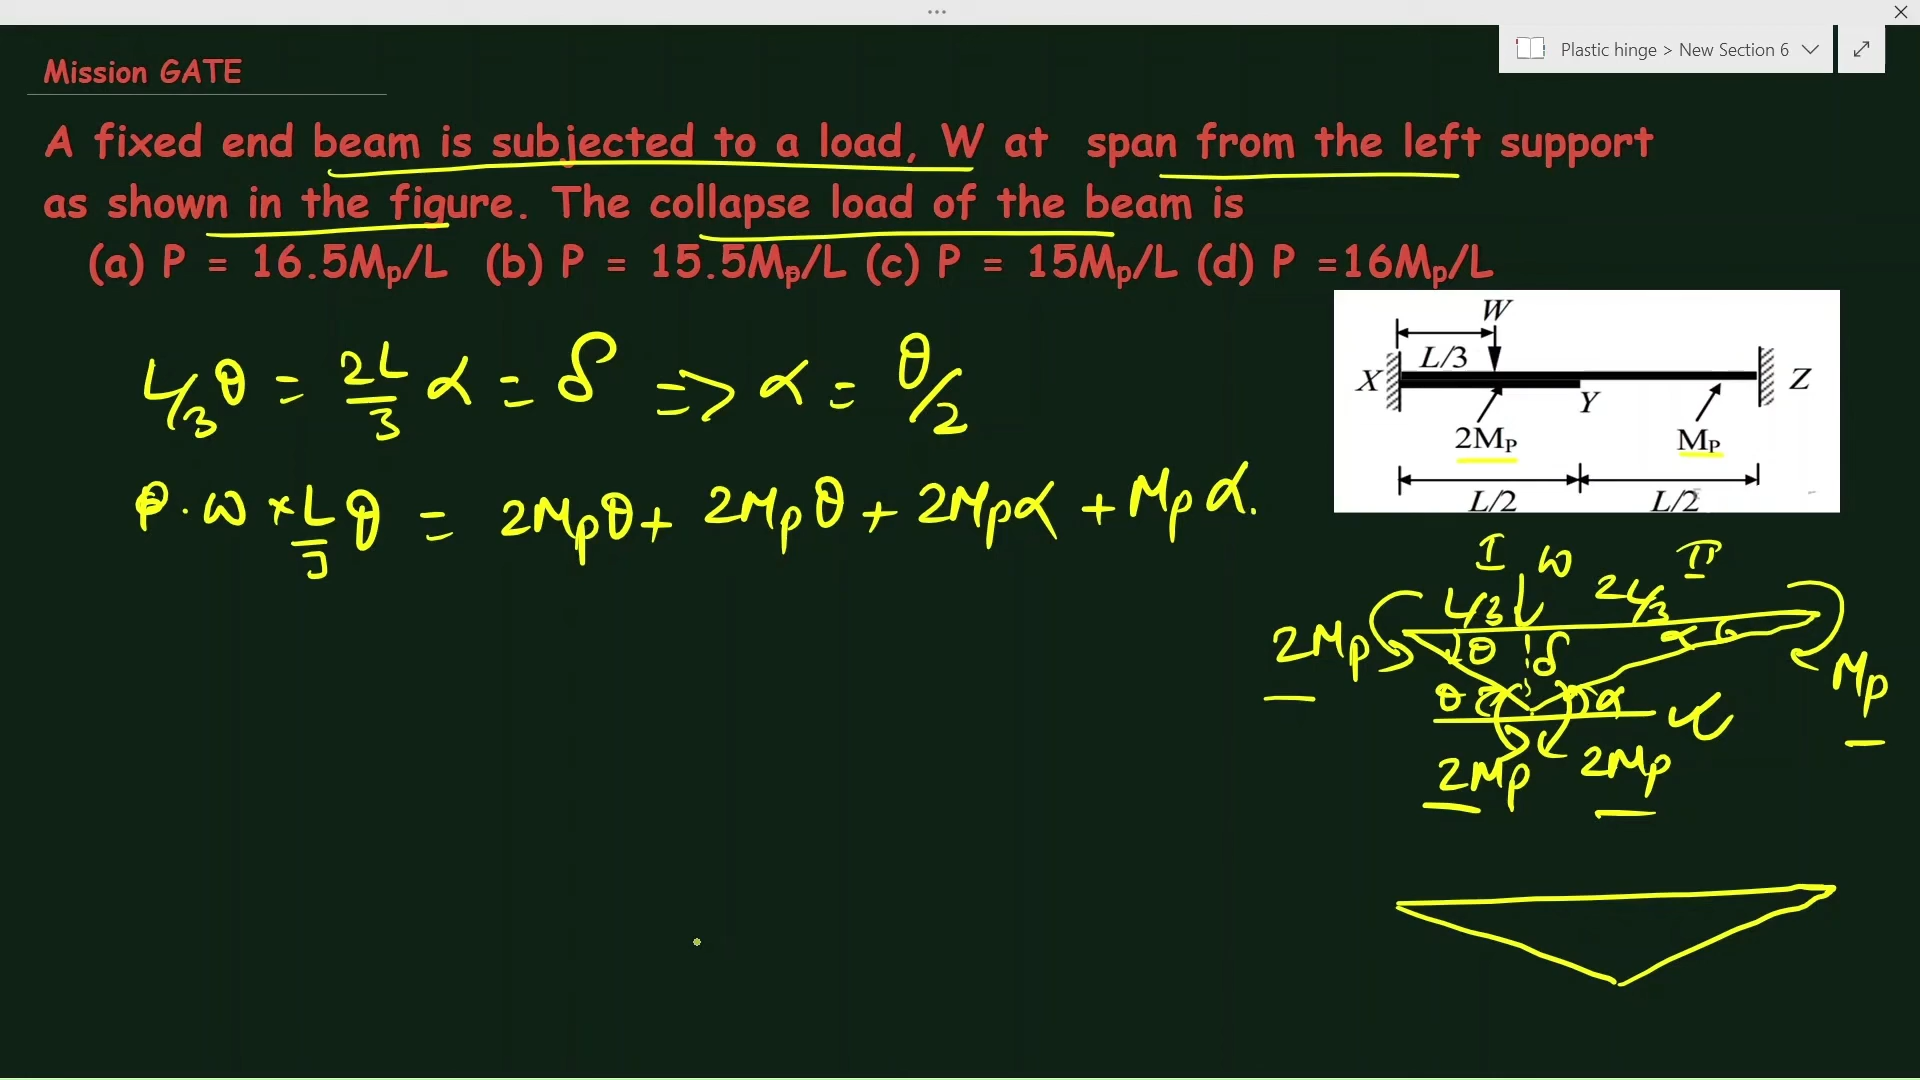 Plastic hinge > New Section 6
Mission GATE
A fixed end beam is subjected to a load, W at span from the left support
as shown in the figure. The collapse load of the beam is
(a) P = 16.5Mp/L (b) P = 15.5Mp/L (c) P = 15Mp/L (d) P =16Mp/L
W
L/3
X
Z
Y
2MP
MP
L/2 L/2
L/3 θ = 2L/3 α = δ => α = θ/2
P. W × L/3 θ = 2Mpθ + 2Mpθ + 2Mpα + Mpα.
I W II
L/3 2L/3
2Mp θ δ α Mp
θ α
2Mp 2Mp